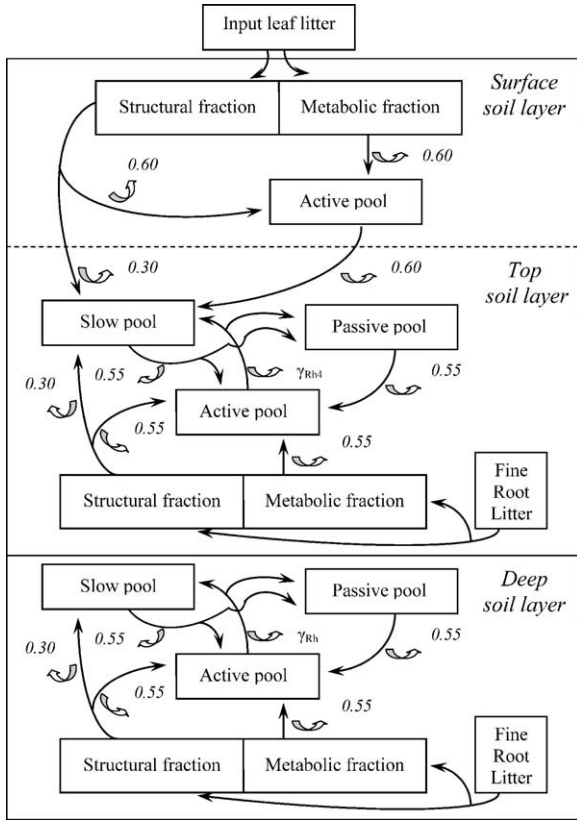 Input leaf litter
Surface
soil layer
Structural fraction
Metabolic fraction
0.60
0.60
Active pool
0.30
0.60
Top
soil layer
Slow pool
Passive pool
0.30
0.55
γRh4
0.55
Active pool
0.55
0.55
Structural fraction
Metabolic fraction
Fine
Root
Litter
Deep
soil layer
Slow pool
Passive pool
0.30
0.55
γRh
0.55
Active pool
0.55
0.55
Structural fraction
Metabolic fraction
Fine
Root
Litter